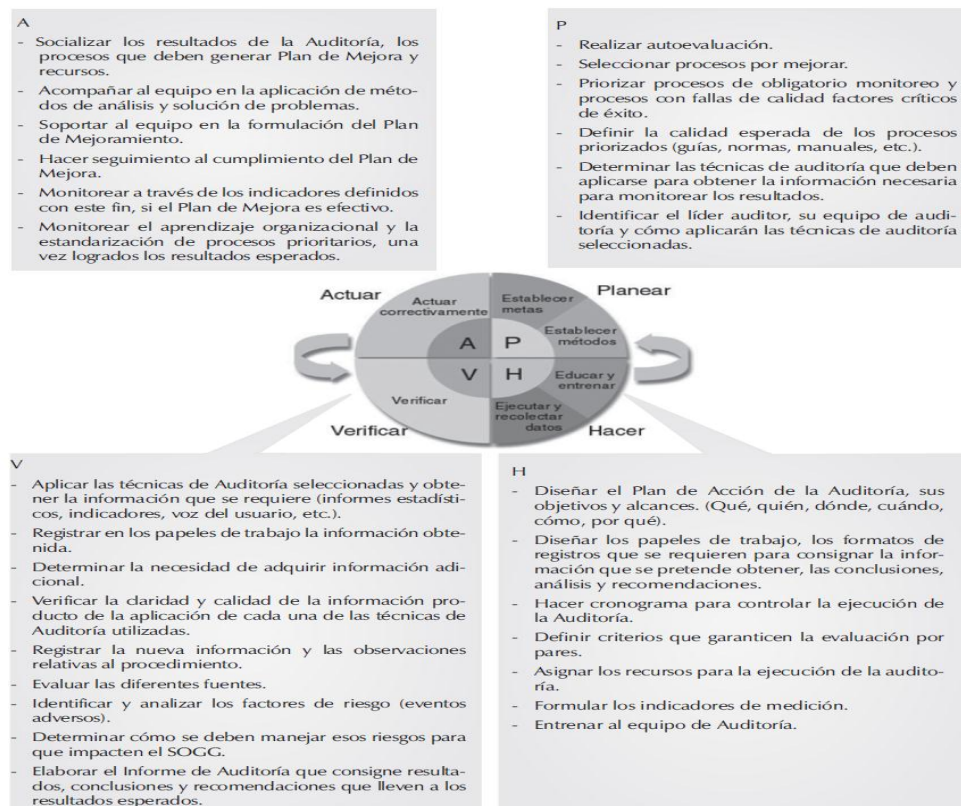 A
- Socializar los resultados de la Auditoría, los
procesos que deben generar Plan de Mejora y
recursos.
- Acompañar al equipo en la aplicación de méto-
dos de análisis y solución de problemas.
- Soportar al equipo en la formulación del Plan
de Mejoramiento.
- Hacer seguimiento al cumplimiento del Plan de
Mejora.
- Monitorear a través de los indicadores definidos
con este fin, si el Plan de Mejora es efectivo.
- Monitorear el aprendizaje organizacional y la
estandarización de procesos prioritarios, una
vez logrados los resultados esperados.
P
- Realizar autoevaluación.
- Seleccionar procesos por mejorar.
- Priorizar procesos de obligatorio monitoreo y
procesos con fallas de calidad factores críticos
de éxito.
- Definir la calidad esperada de los procesos
priorizados (guías, normas, manuales, etc.).
- Determinar las técnicas de auditoría que deben
aplicarse para obtener la información necesaria
para monitorear los resultados.
- Identificar el líder auditor, su equipo de audi-
toría y cómo aplicarán las técnicas de auditoría
seleccionadas.
Actuar
Actuar
correctivamente
Establecer
metas
Planear
Establecer
métodos
A
P
V
H
Educar y
entrenar
Verificar
Ejecutar y
recolectar
datos
Verificar
Hacer
V
- Aplicar las técnicas de Auditoría seleccionadas y obte-
ner la información que se requiere (informes estadísti-
cos, indicadores, voz del usuario, etc.).
- Registrar en los papeles de trabajo la información obte-
nida.
- Determinar la necesidad de adquirir información adi-
cional.
- Verificar la claridad y calidad de la información pro-
ducto de la aplicación de cada una de las técnicas de
Auditoría utilizadas.
- Registrar la nueva información y las observaciones
relativas al procedimiento.
- Evaluar las diferentes fuentes.
- Identificar y analizar los factores de riesgo (eventos
adversos).
- Determinar cómo se deben manejar esos riesgos para
que impacten el SOGG.
- Elaborar el Informe de Auditoría que consigne resulta-
dos, conclusiones y recomendaciones que lleven a los
resultados esperados.
H
- Diseñar el Plan de Acción de la Auditoría, sus
objetivos y alcances. (Qué, quién, dónde, cuándo,
cómo, por qué).
- Diseñar los papeles de trabajo, los formatos de
registros que se requieren para consignar la infor-
mación que se pretende obtener, las conclusiones,
análisis y recomendaciones.
- Hacer cronograma para controlar la ejecución de
la Auditoría.
- Definir criterios que garanticen la evaluación por
pares.
- Asignar los recursos para la ejecución de la audito-
ría.
- Formular los indicadores de medición.
- Entrenar al equipo de Auditoría.